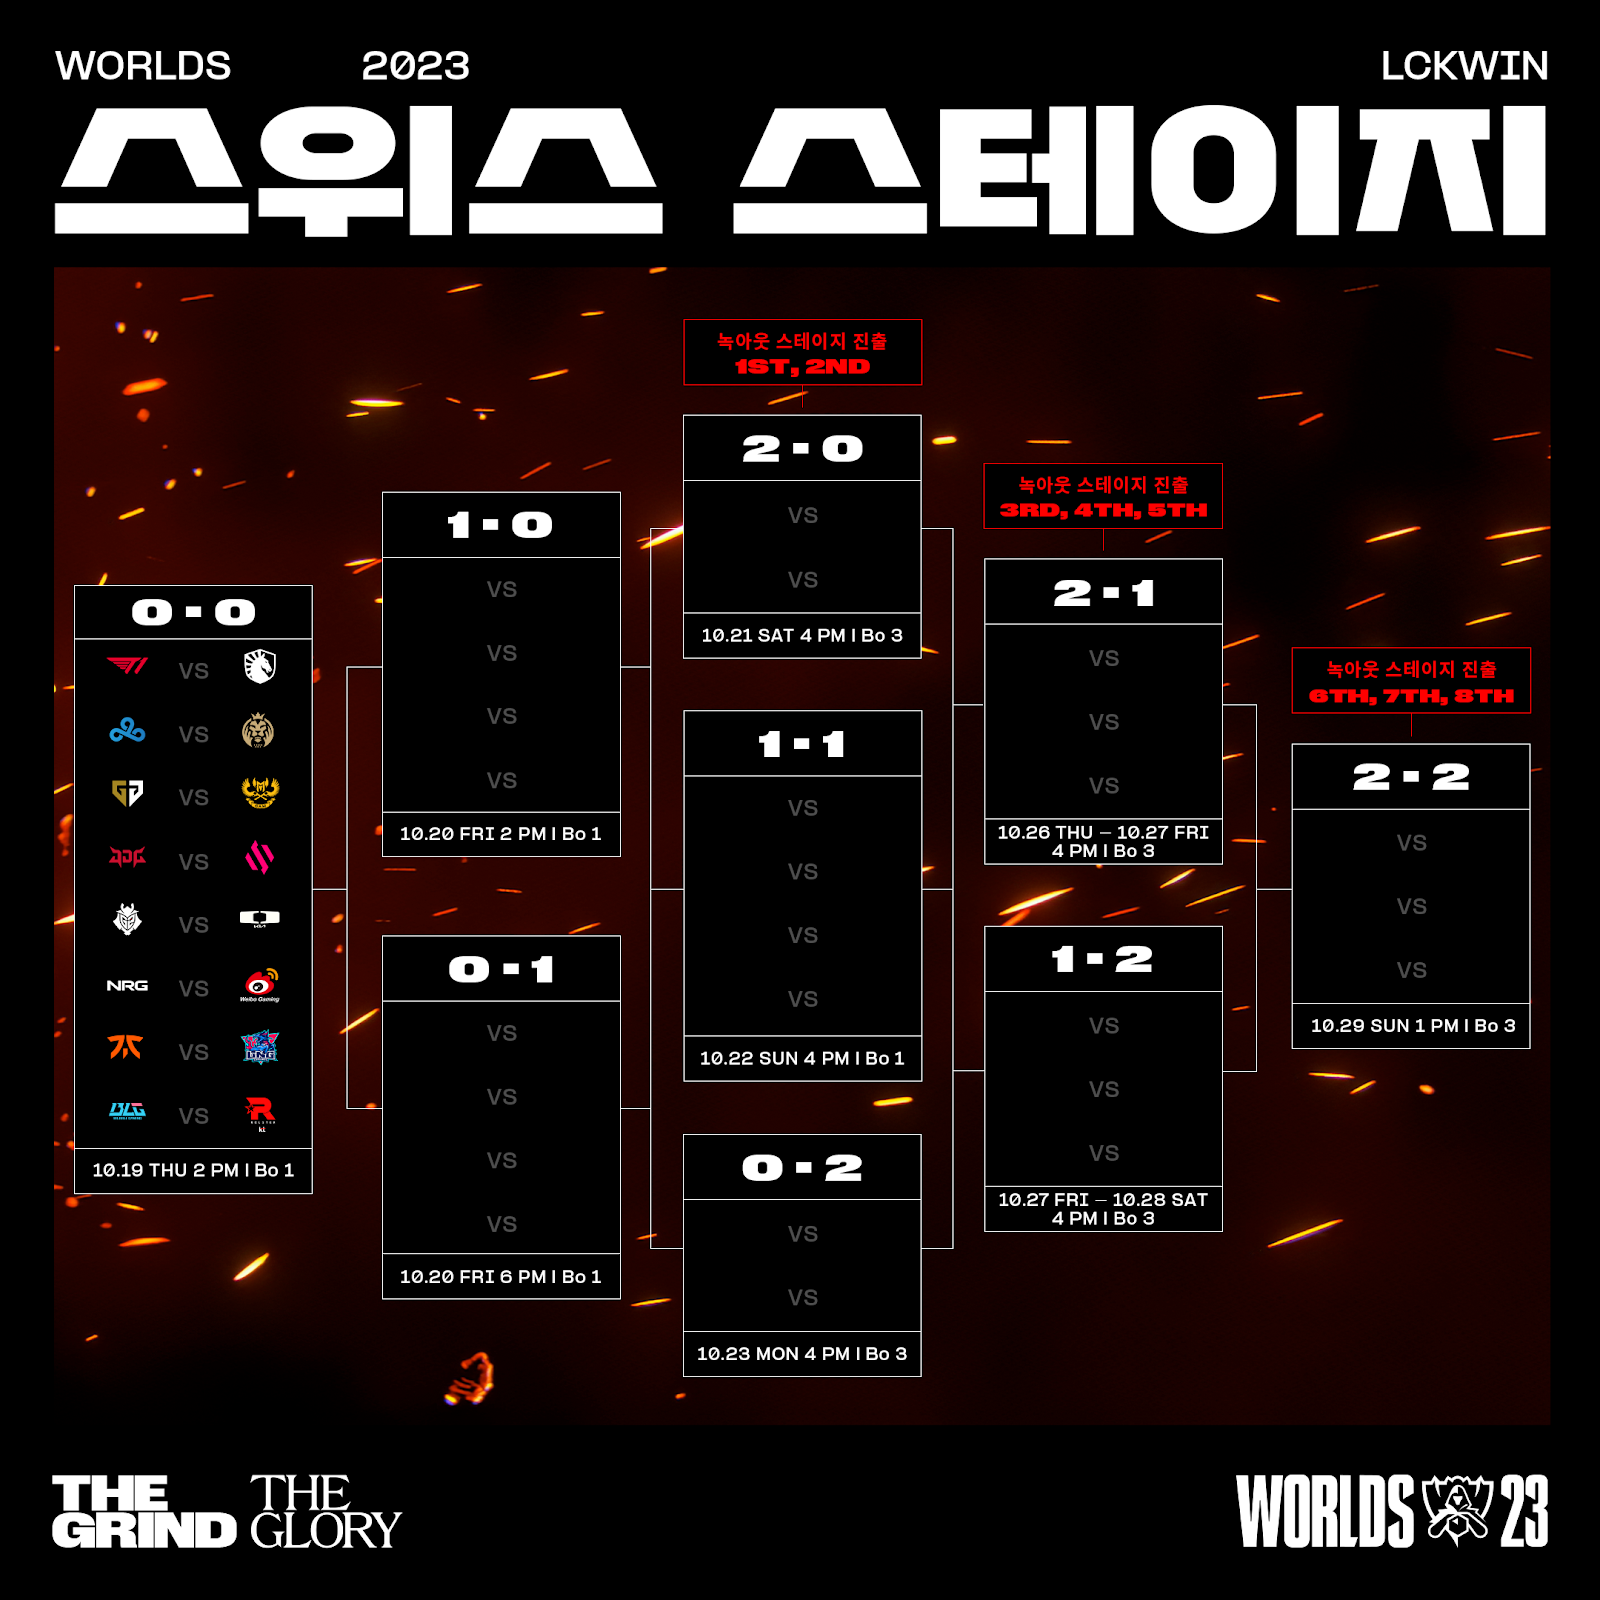 WORLDS 2023 LCKWIN
스위스 스테이지
0 - 0
VS
VS
VS
VS
VS
NRG VS Weibo Gaming
VS LNG
BLG VS kt
10.19 THU 2 PM | Bo 1
1 - 0
VS
VS
VS
VS
10.20 FRI 2 PM | Bo 1
0 - 1
VS
VS
VS
VS
10.20 FRI 6 PM | Bo 1
녹아웃 스테이지 진출
1ST, 2ND
2 - 0
VS
VS
10.21 SAT 4 PM | Bo 3
1 - 1
VS
VS
VS
VS
10.22 SUN 4 PM | Bo 1
0 - 2
VS
VS
10.23 MON 4 PM | Bo 3
녹아웃 스테이지 진출
3RD, 4TH, 5TH
2 - 1
VS
VS
VS
10.26 THU – 10.27 FRI
4 PM | Bo 3
1 - 2
VS
VS
VS
10.27 FRI – 10.28 SAT
4 PM | Bo 3
녹아웃 스테이지 진출
6TH, 7TH, 8TH
2 - 2
VS
VS
VS
10.29 SUN 1 PM | Bo 3
THE GRIND
THE GLORY
WORLDS 23